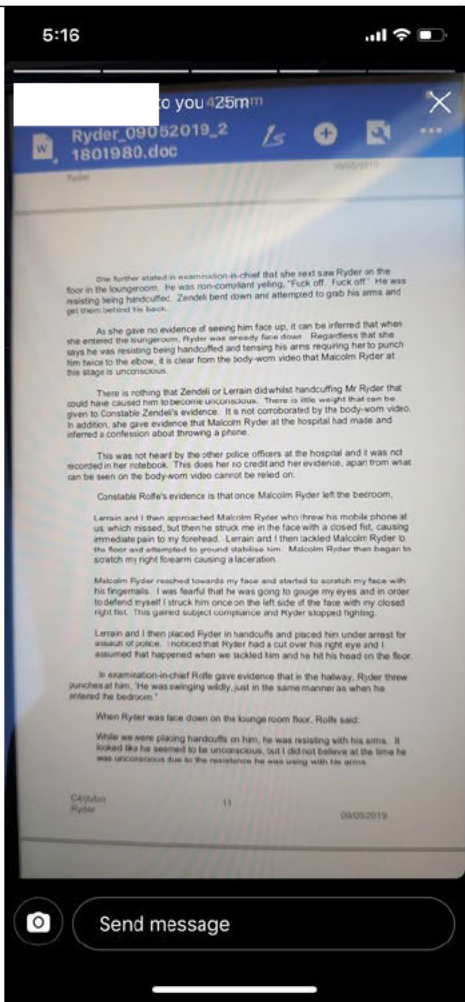 5:16
to you 425m
Ryder_09052019_2
1801980.doc
Ryder
09/05/2019
She further stated in examination-in-chief that she next saw Ryder on the
floor in the loungeroom. He was non-compliant yelling, "Fuck off. Fuck off." He was
resisting being handcuffed. Zendeli bent down and attempted to grab his arms and
get them behind his back.
As she gave no evidence of seeing him face up, it can be inferred that when
she entered the loungeroom, Ryder was already face down. Regardless that she
says he was resisting being handcuffed and tensing his arms requiring her to punch
him twice to the elbow, it is clear from the body-worn video that Malcolm Ryder at
this stage is unconscious.
There is nothing that Zendeli or Lerrain did whilst handcuffing Mr Ryder that
could have caused him to become unconscious. There is little weight that can be
given to Constable Zendeli's evidence. It is not corroborated by the body-worn video.
In addition, she gave evidence that Malcolm Ryder at the hospital had made and
inferred a confession about throwing a phone.
This was not heard by the other police officers at the hospital and it was not
recorded in her notebook. This does her no credit and her evidence, apart from what
can be seen on the body-worn video cannot be relied on.
Constable Rolfe's evidence is that once Malcolm Ryder left the bedroom,
Lerrain and I then approached Malcolm Ryder who threw his mobile phone at
us, which missed, but then he struck me in the face with a closed fist, causing
immediate pain to my forehead. Lerrain and I then tackled Malcolm Ryder to
the floor and attempted to ground stabilise him. Malcolm Ryder then began to
scratch my right forearm causing a laceration.
Malcolm Ryder reached towards my face and started to scratch my face with
his fingernails. I was fearful that he was gong to gouge my eyes and in order
to defend myself I struck him once on the left side of the face with my closed
right fist. This gained subject compliance and Ryder stopped fighting.
Lerrain and I then placed Ryder in handcuffs and placed him under arrest for
assault of police. I noticed that Ryder had a cut over his right eye and I
assumed that happened when we tackled him and he hit his head on the floor.
In examination-in-chief Rolfe gave evidence that in the hallway, Ryder threw
punches at him, "He was swinging wildly, just in the same manner as when he
entered the bedroom."
When Ryder was face down on the lounge room floor, Rolfe said:
While we were placing handcuffs on him, he was resisting with his arms. It
looked like he seemed to be unconscious, but I did not believe at the time he
was unconscious due to the resistance he was using with his arms.
Ryder
11
09/05/2019
Send message